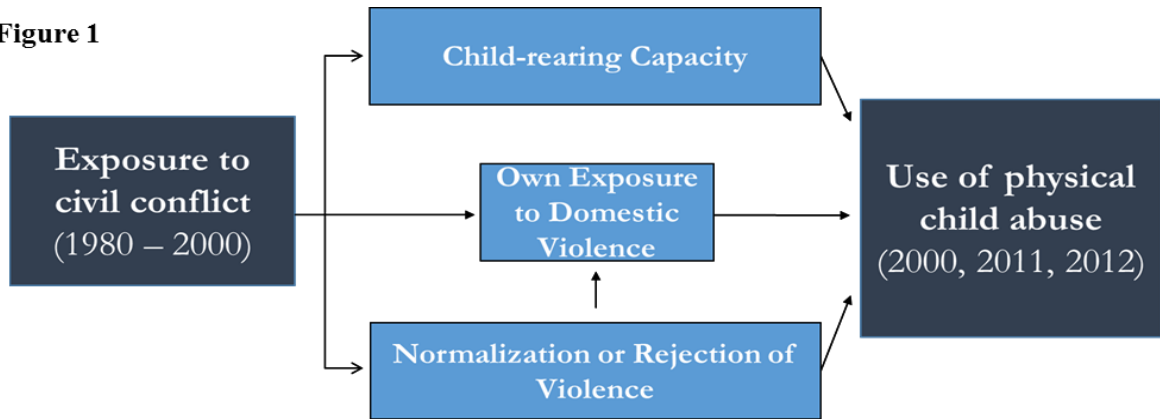 Figure 1
Child-rearing Capacity
Exposure to
civil conflict
(1980 – 2000)
Own Exposure
to Domestic
Violence
Use of physical
child abuse
(2000, 2011, 2012)
Normalization or Rejection of
Violence